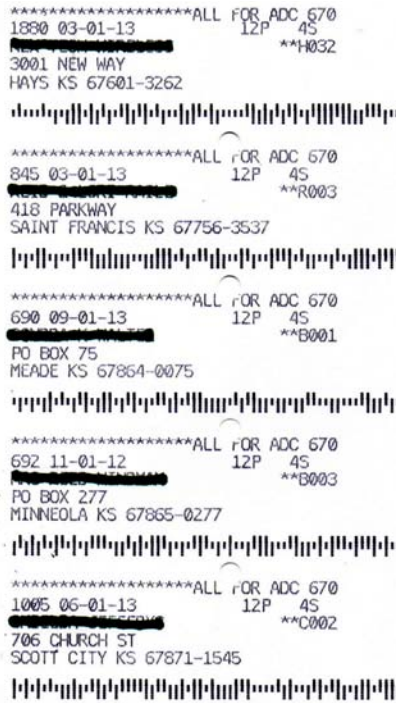 *******************ALL FOR ADC 670
1880 03-01-13 12P 4S
**H032
3001 NEW WAY
HAYS KS 67601-3262
*******************ALL FOR ADC 670
845 03-01-13 12P 4S
**R003
418 PARKWAY
SAINT FRANCIS KS 67756-3537
*******************ALL FOR ADC 670
690 09-01-13 12P 4S
**B001
PO BOX 75
MEADE KS 67864-0075
*******************ALL FOR ADC 670
692 11-01-12 12P 4S
**B003
PO BOX 277
MINNEOLA KS 67865-0277
*******************ALL FOR ADC 670
1005 06-01-13 12P 4S
**C002
706 CHURCH ST
SCOTT CITY KS 67871-1545